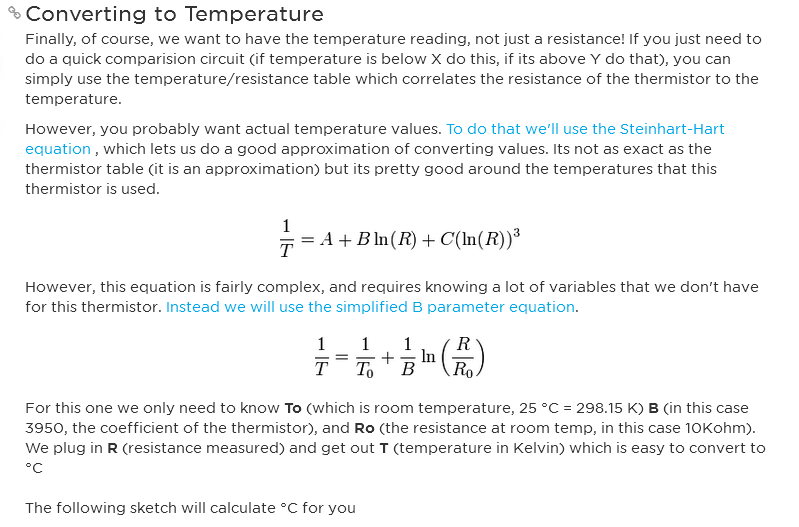 Converting to Temperature
Finally, of course, we want to have the temperature reading, not just a resistance! If you just need to
do a quick comparision circuit (if temperature is below X do this, if its above Y do that), you can
simply use the temperature/resistance table which correlates the resistance of the thermistor to the
temperature.
However, you probably want actual temperature values. To do that we'll use the Steinhart-Hart
equation , which lets us do a good approximation of converting values. Its not as exact as the
thermistor table (it is an approximation) but its pretty good around the temperatures that this
thermistor is used.
1/T = A + B ln(R) + C(ln(R))³
However, this equation is fairly complex, and requires knowing a lot of variables that we don't have
for this thermistor. Instead we will use the simplified B parameter equation.
1/T = 1/T₀ + 1/B ln (R/R₀)
For this one we only need to know To (which is room temperature, 25 °C = 298.15 K) B (in this case
3950, the coefficient of the thermistor), and Ro (the resistance at room temp, in this case 10Kohm).
We plug in R (resistance measured) and get out T (temperature in Kelvin) which is easy to convert to
°C
The following sketch will calculate °C for you